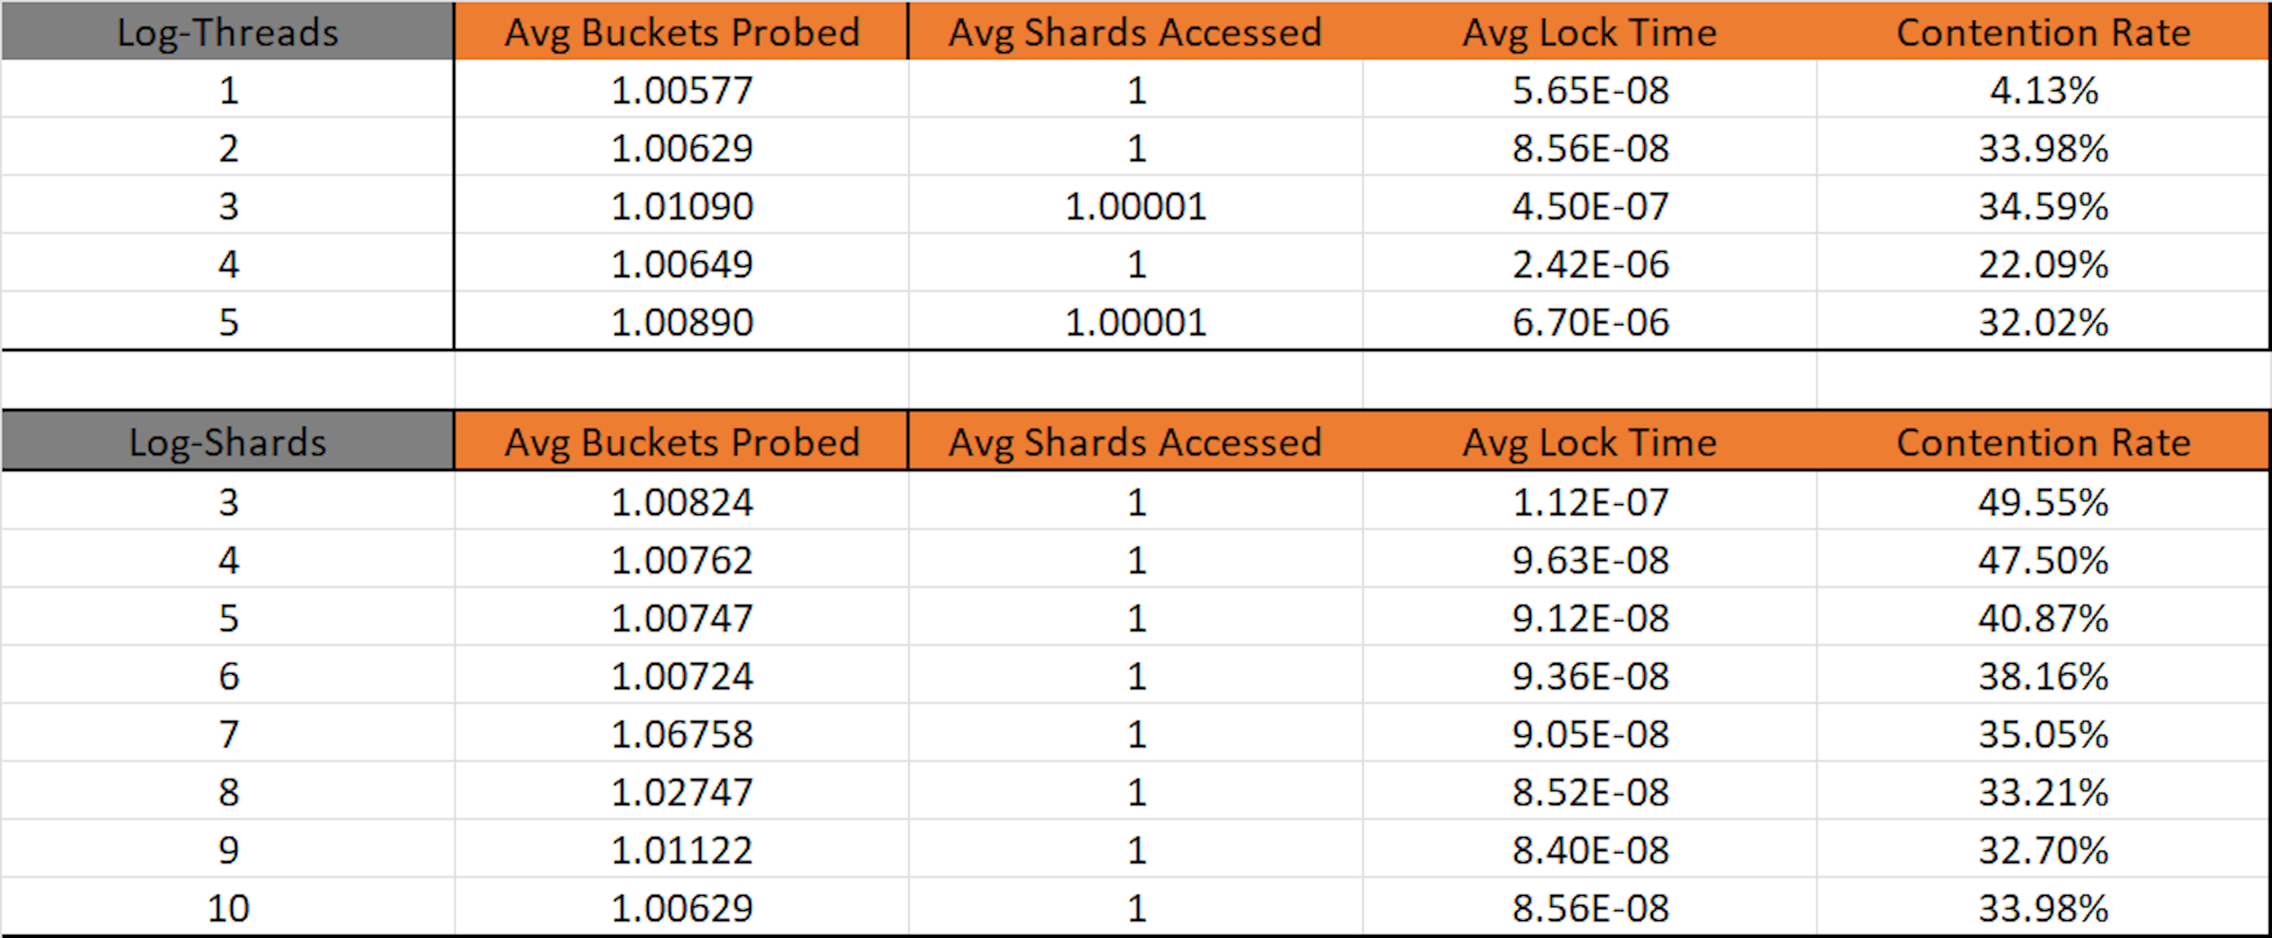 Log-Threads Avg Buckets Probed Avg Shards Accessed Avg Lock Time Contention Rate
1 1.00577 1 5.65E-08 4.13%
2 1.00629 1 8.56E-08 33.98%
3 1.01090 1.00001 4.50E-07 34.59%
4 1.00649 1 2.42E-06 22.09%
5 1.00890 1.00001 6.70E-06 32.02%
Log-Shards Avg Buckets Probed Avg Shards Accessed Avg Lock Time Contention Rate
3 1.00824 1 1.12E-07 49.55%
4 1.00762 1 9.63E-08 47.50%
5 1.00747 1 9.12E-08 40.87%
6 1.00724 1 9.36E-08 38.16%
7 1.06758 1 9.05E-08 35.05%
8 1.02747 1 8.52E-08 33.21%
9 1.01122 1 8.40E-08 32.70%
10 1.00629 1 8.56E-08 33.98%